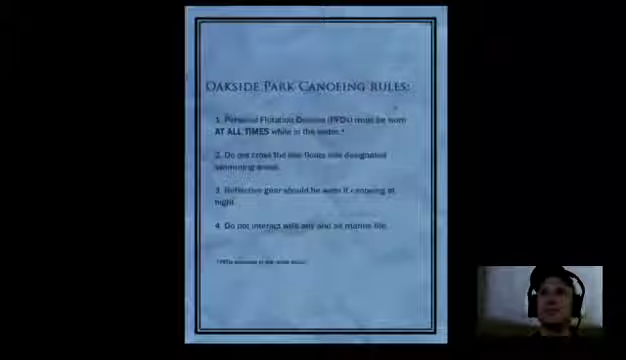 OAKSIDE PARK CANOEING RULES:
1. Personal Flotation Devices (PFDs) must be worn
AT ALL TIMES while in the water.*
2. Do not cross the line floats into designated
swimming areas.
3. Reflective gear should be worn if canoeing at
night.
4. Do not interact with any and all marine life.
*PFDs